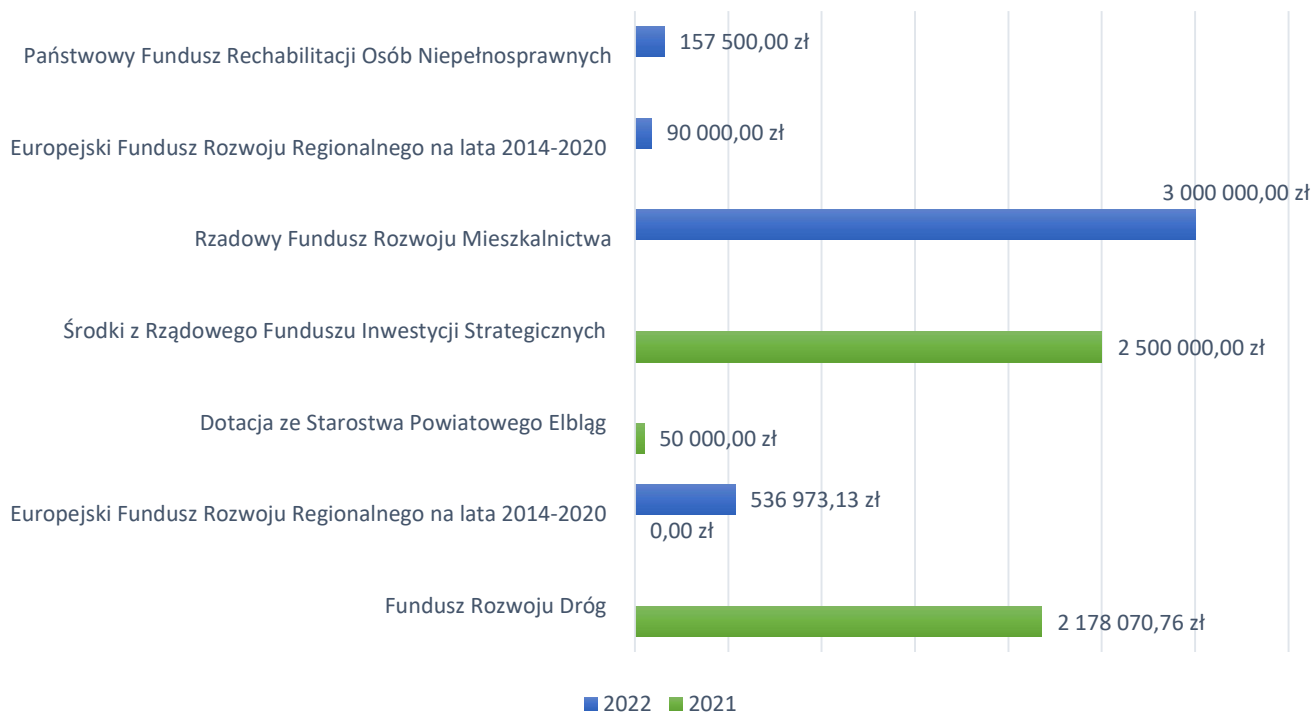 Państwowy Fundusz Rechabilitacji Osób Niepełnosprawnych
157 500,00 zł
Europejski Fundusz Rozwoju Regionalnego na lata 2014-2020
90 000,00 zł
Rzadowy Fundusz Rozwoju Mieszkalnictwa
3 000 000,00 zł
Środki z Rządowego Funduszu Inwestycji Strategicznych
2 500 000,00 zł
Dotacja ze Starostwa Powiatowego Elbląg
50 000,00 zł
Europejski Fundusz Rozwoju Regionalnego na lata 2014-2020
536 973,13 zł
0,00 zł
Fundusz Rozwoju Dróg
2 178 070,76 zł
2022 2021